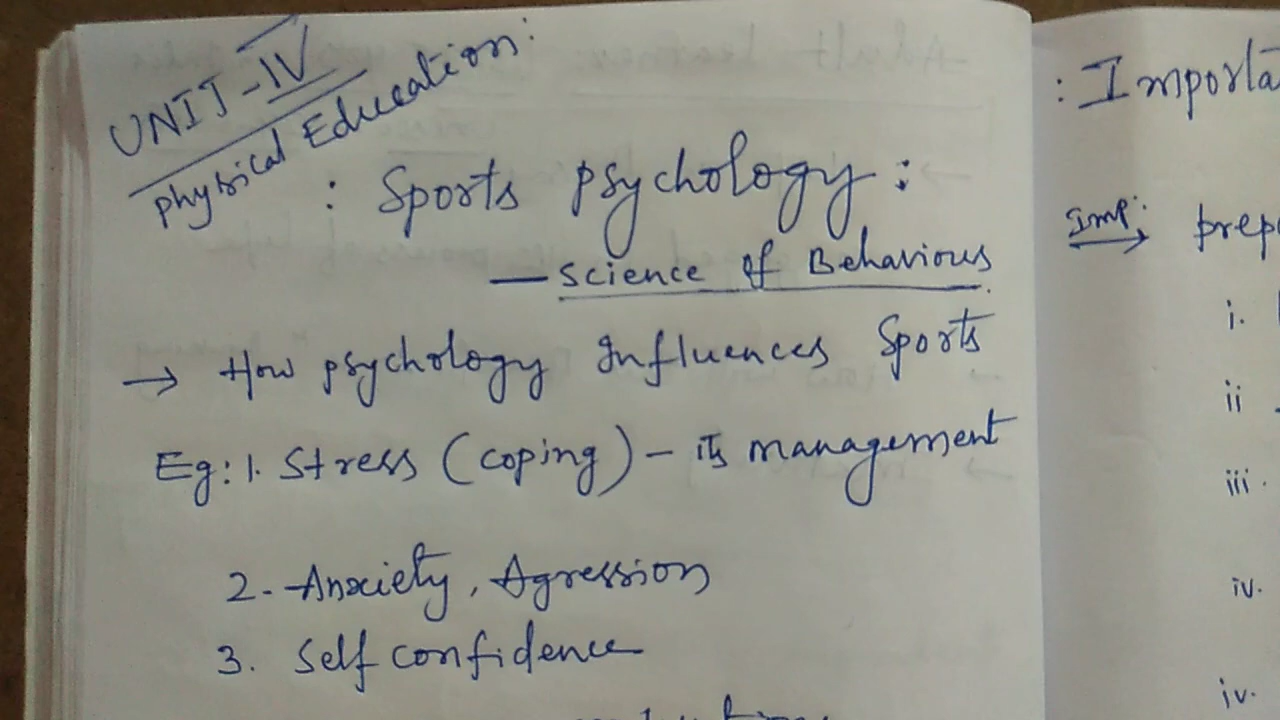 UNIT-IV
Physical Education:
: Sports psychology :
— Science of Behavious
→ How psychology Influences Sports
Eg: 1. Stress (coping) – its management
2. Anxiety, Agression
3. Self confidence
: Importa
Imp: prep
i.
ii
iii.
iv.
iv.